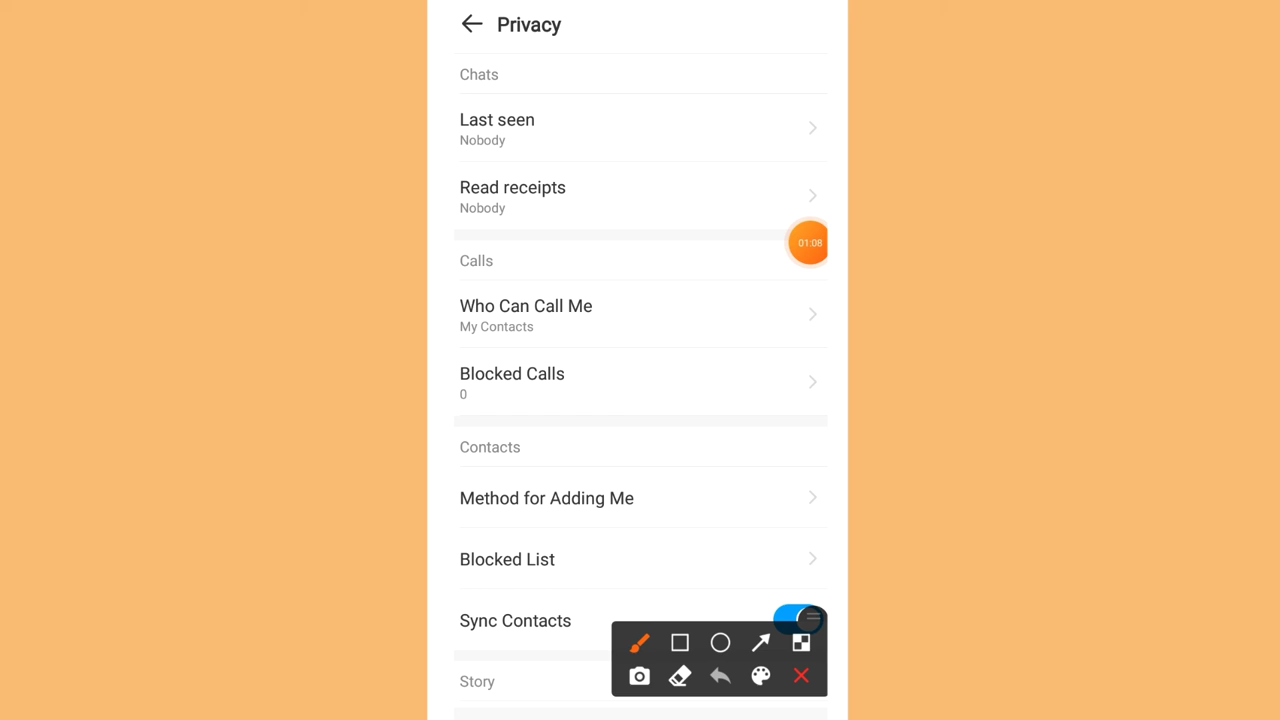 Privacy
Chats
Last seen
Nobody
Read receipts
Nobody
01:08
Calls
Who Can Call Me
My Contacts
Blocked Calls
0
Contacts
Method for Adding Me
Blocked List
Sync Contacts
Story